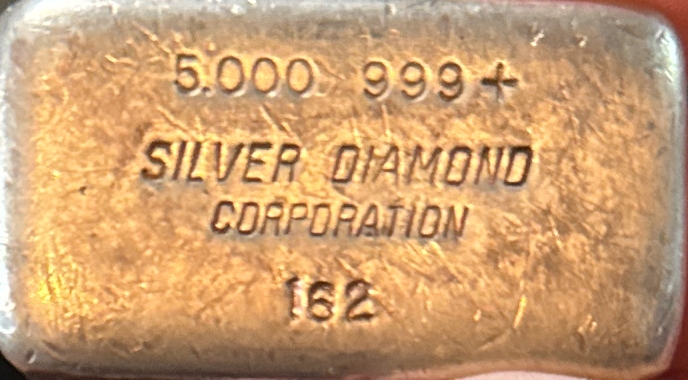 5.000 999+
SILVER DIAMOND
CORPORATION
162